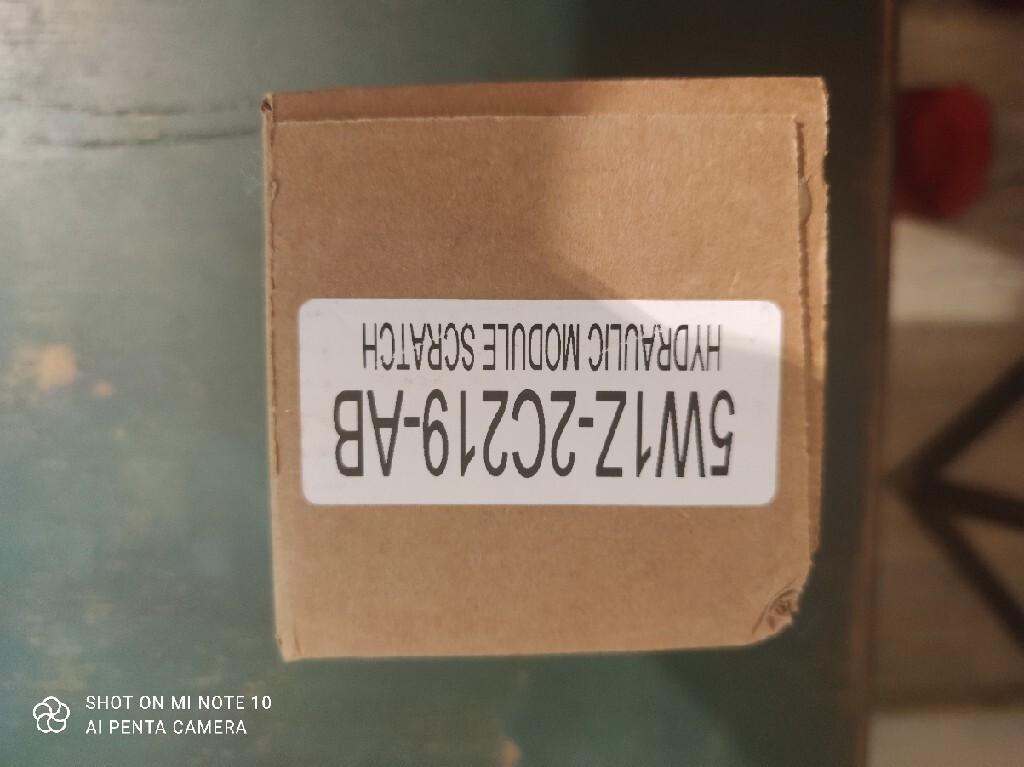 5W1Z-2C219-AB
HYDRAULIC MODULE SCRATCH
SHOT ON MI NOTE 10
AI PENTA CAMERA